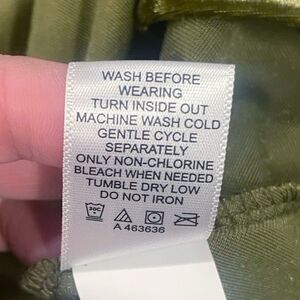 WASH BEFORE
WEARING
TURN INSIDE OUT
MACHINE WASH COLD
GENTLE CYCLE
SEPARATELY
ONLY NON-CHLORINE
BLEACH WHEN NEEDED
TUMBLE DRY LOW
DO NOT IRON
30C
A 463636